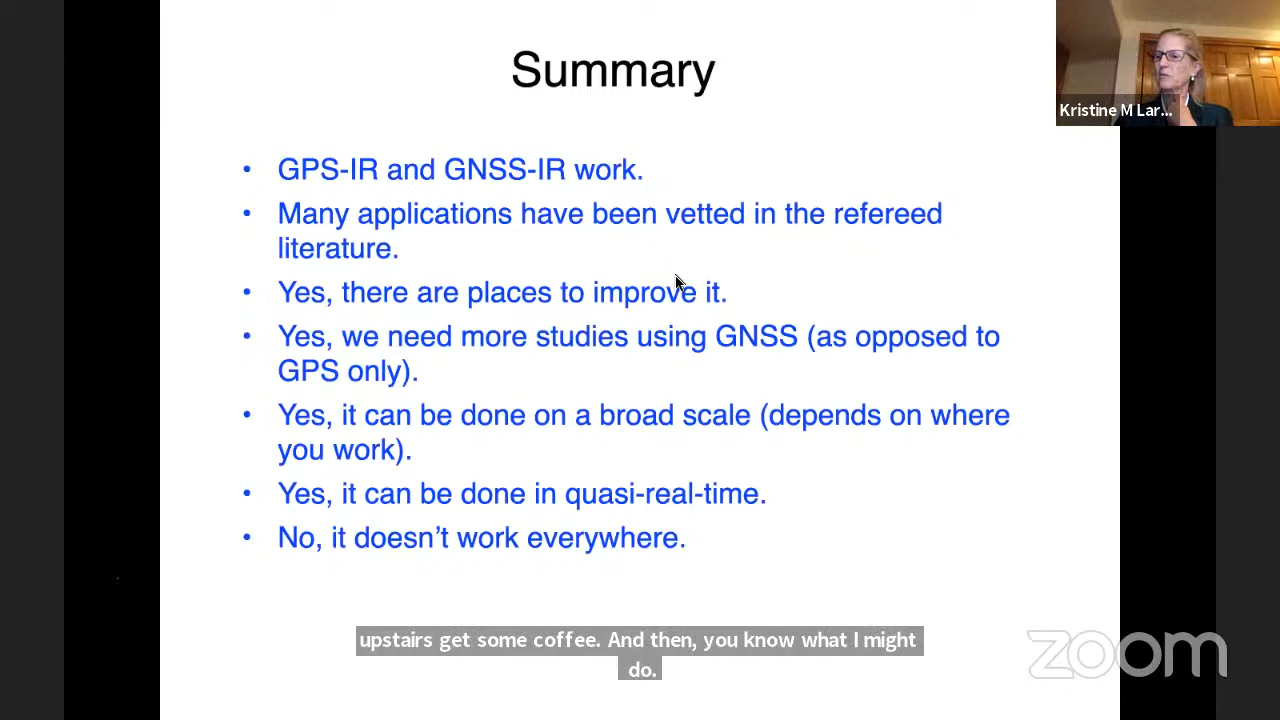 Summary
Kristine M Lar...
• GPS-IR and GNSS-IR work.
• Many applications have been vetted in the refereed
literature.
• Yes, there are places to improve it.
• Yes, we need more studies using GNSS (as opposed to
GPS only).
• Yes, it can be done on a broad scale (depends on where
you work).
• Yes, it can be done in quasi-real-time.
• No, it doesn’t work everywhere.
upstairs get some coffee. And then, you know what I might
do.
zoom